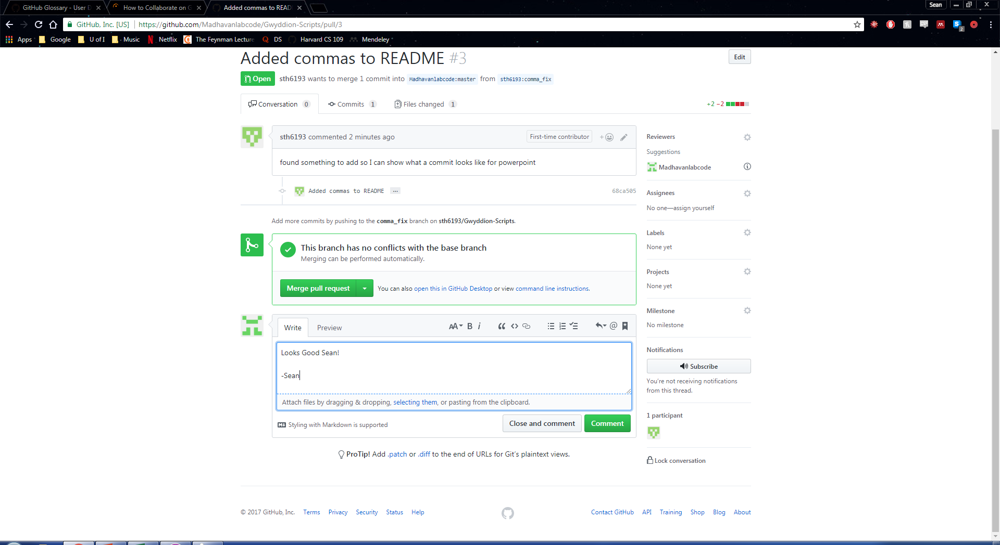 GitHub Glossary - User D
How to Collaborate on G
Added commas to READ
Sean
GitHub, Inc. [US]
https://github.com/Madhavanlabcode/Gwyddion-Scripts/pull/3
2
Apps
Google
U of I
Music
Netflix
The Feynman Lecture
DS
Harvard CS 109
Mendeley
Added commas to README #3
Edit
Open
sth6193 wants to merge 1 commit into Madhavanlabcode:master from sth6193:comma_fix
Conversation 0
Commits 1
Files changed 1
+2 −2
sth6193 commented 2 minutes ago
First-time contributor
found something to add so I can show what a commit looks like for powerpoint
Added commas to README …
68ca505
Add more commits by pushing to the comma_fix branch on sth6193/Gwyddion-Scripts.
This branch has no conflicts with the base branch
Merging can be performed automatically.
Merge pull request
You can also open this in GitHub Desktop or view command line instructions.
Write
Preview
AA B i
@
Looks Good Sean!
-Sean
Attach files by dragging & dropping, selecting them, or pasting from the clipboard.
Styling with Markdown is supported
Close and comment
Comment
ProTip! Add .patch or .diff to the end of URLs for Git's plaintext views.
Reviewers
Suggestions
Madhavanlabcode
Assignees
No one—assign yourself
Labels
None yet
Projects
None yet
Milestone
No milestone
Notifications
Subscribe
You're not receiving notifications
from this thread.
1 participant
Lock conversation
© 2017 GitHub, Inc.
Terms
Privacy
Security
Status
Help
Contact GitHub
API
Training
Shop
Blog
About